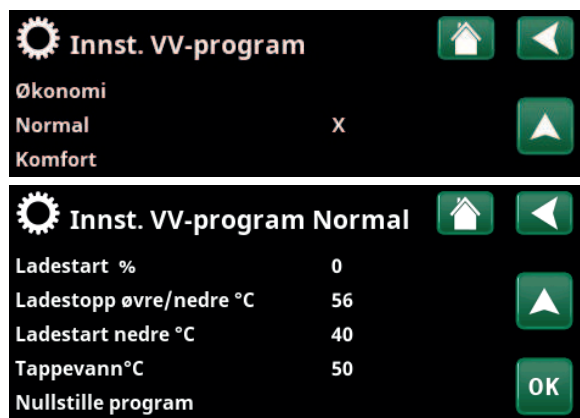 Innst. VV-program
Økonomi
Normal X
Komfort
Innst. VV-program Normal
Ladestart % 0
Ladestopp øvre/nedre °C 56
Ladestart nedre °C 40
Tappevann°C 50
Nullstille program
OK